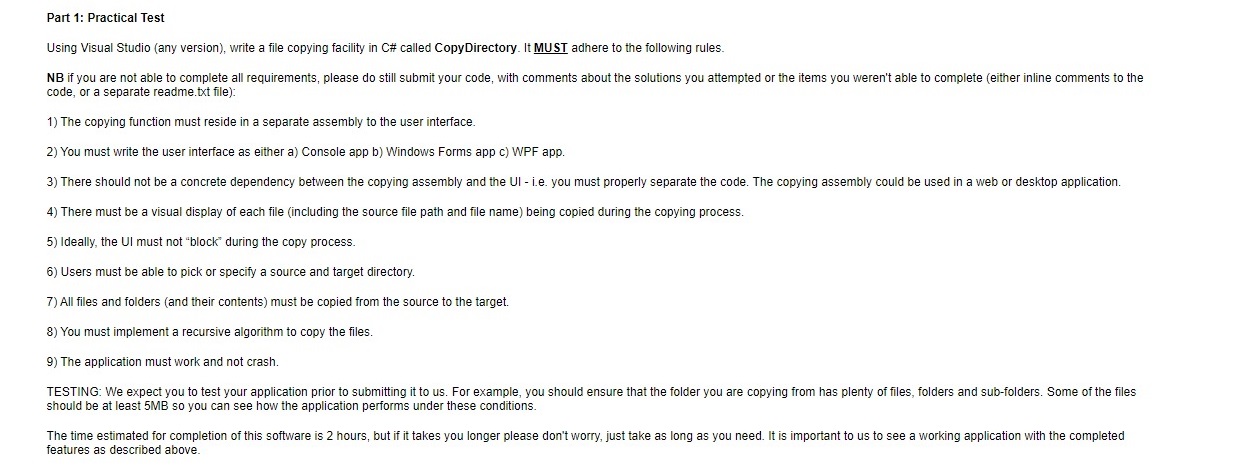 Part 1: Practical Test
Using Visual Studio (any version), write a file copying facility in C# called CopyDirectory. It MUST adhere to the following rules.
NB if you are not able to complete all requirements, please do still submit your code, with comments about the solutions you attempted or the items you weren't able to complete (either inline comments to the
code, or a separate readme.txt file):
1) The copying function must reside in a separate assembly to the user interface.
2) You must write the user interface as either a) Console app b) Windows Forms app c) WPF app.
3) There should not be a concrete dependency between the copying assembly and the UI - i.e. you must properly separate the code. The copying assembly could be used in a web or desktop application.
4) There must be a visual display of each file (including the source file path and file name) being copied during the copying process.
5) Ideally, the UI must not “block” during the copy process.
6) Users must be able to pick or specify a source and target directory.
7) All files and folders (and their contents) must be copied from the source to the target.
8) You must implement a recursive algorithm to copy the files.
9) The application must work and not crash.
TESTING: We expect you to test your application prior to submitting it to us. For example, you should ensure that the folder you are copying from has plenty of files, folders and sub-folders. Some of the files
should be at least 5MB so you can see how the application performs under these conditions.
The time estimated for completion of this software is 2 hours, but if it takes you longer please don't worry, just take as long as you need. It is important to us to see a working application with the completed
features as described above.